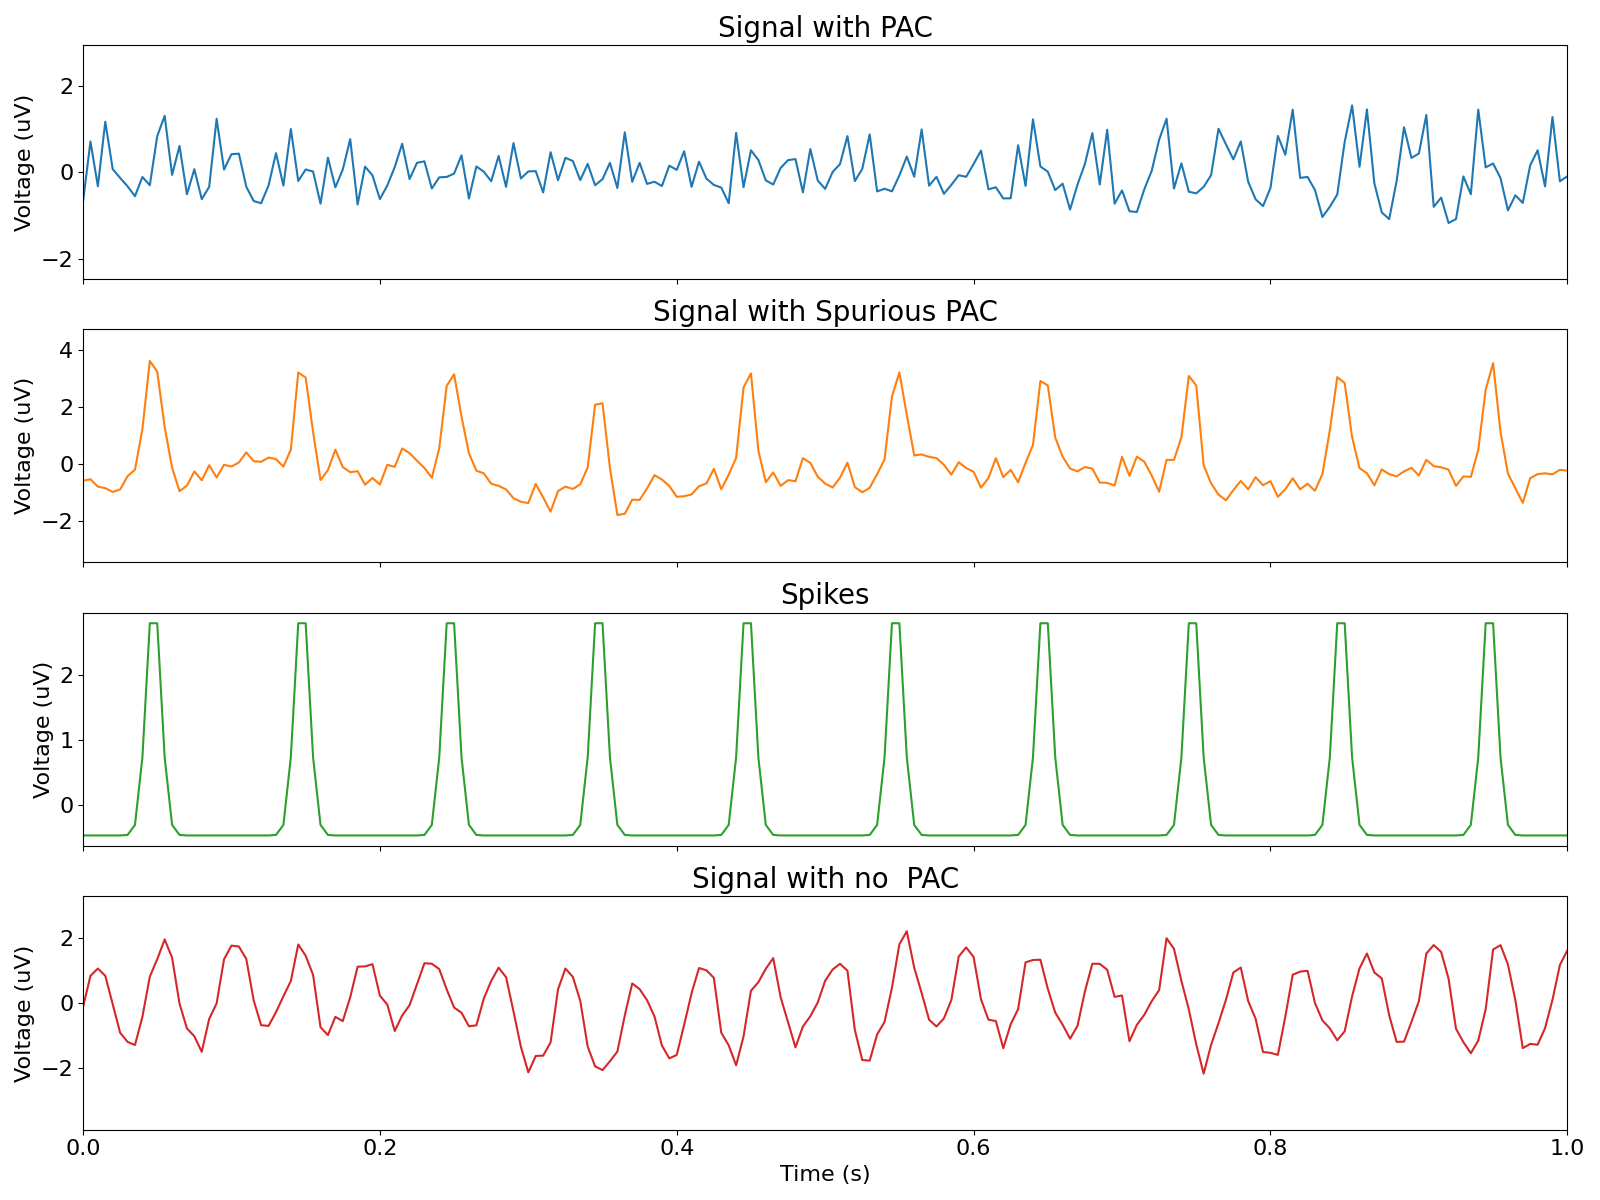 Signal with PAC
Voltage (uV)
2
0
−2
Signal with Spurious PAC
Voltage (uV)
4
2
0
−2
Spikes
Voltage (uV)
2
1
0
Signal with no  PAC
Voltage (uV)
2
0
−2
0.0 0.2 0.4 0.6 0.8 1.0
Time (s)